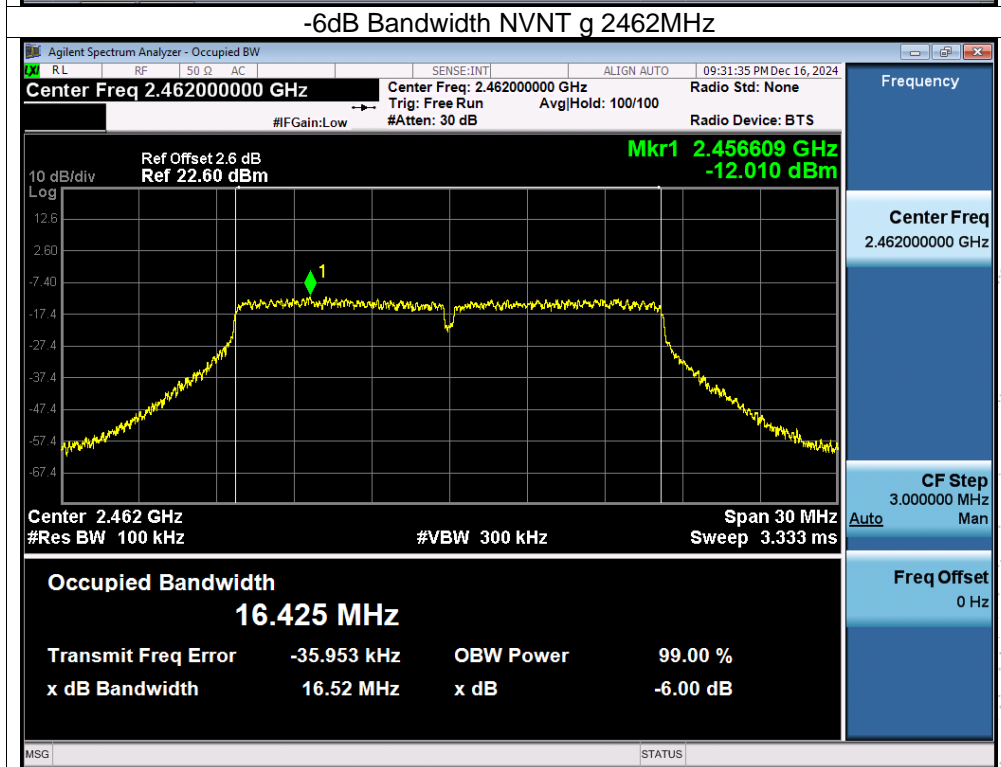 -6dB Bandwidth NVNT g 2462MHz
Agilent Spectrum Analyzer - Occupied BW
LXI RL RF 50 Ω AC SENSE:INT ALIGN AUTO 09:31:35 PM Dec 16, 2024
Center Freq 2.462000000 GHz
Center Freq: 2.462000000 GHz Radio Std: None
Trig: Free Run Avg|Hold: 100/100
#IFGain:Low #Atten: 30 dB Radio Device: BTS
Frequency
Mkr1 2.456609 GHz
-12.010 dBm
Ref Offset 2.6 dB
10 dB/div Ref 22.60 dBm
Log
12.6
2.60
-7.40
-17.4
-27.4
-37.4
-47.4
-57.4
-67.4
1
Center Freq
2.462000000 GHz
CF Step
3.000000 MHz
Auto Man
Freq Offset
0 Hz
Center 2.462 GHz Span 30 MHz
#Res BW 100 kHz #VBW 300 kHz Sweep 3.333 ms
Occupied Bandwidth
16.425 MHz
Transmit Freq Error -35.953 kHz OBW Power 99.00 %
x dB Bandwidth 16.52 MHz x dB -6.00 dB
MSG STATUS